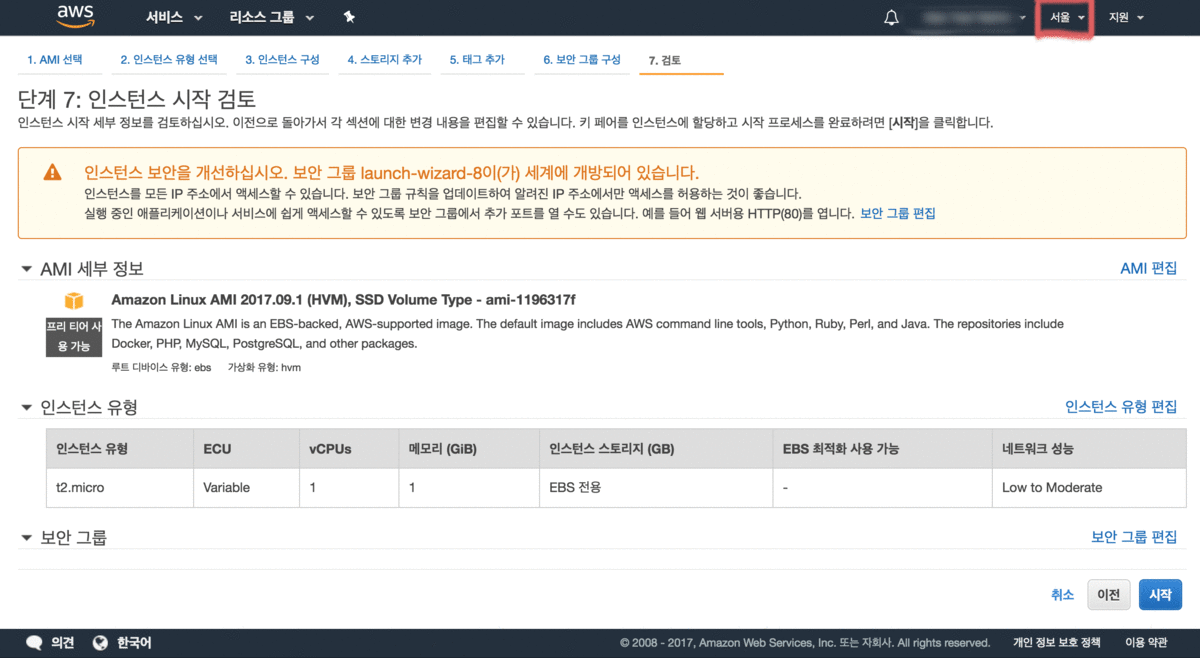 aws 서비스 리소스 그룹 서울 지원
1. AMI 선택 2. 인스턴스 유형 선택 3. 인스턴스 구성 4. 스토리지 추가 5. 태그 추가 6. 보안 그룹 구성 7. 검토
단계 7: 인스턴스 시작 검토
인스턴스 시작 세부 정보를 검토하십시오. 이전으로 돌아가서 각 섹션에 대한 변경 내용을 편집할 수 있습니다. 키 페어를 인스턴스에 할당하고 시작 프로세스를 완료하려면 [시작]을 클릭합니다.
인스턴스 보안을 개선하십시오. 보안 그룹 launch-wizard-8이(가) 세계에 개방되어 있습니다.
인스턴스를 모든 IP 주소에서 액세스할 수 있습니다. 보안 그룹 규칙을 업데이트하여 알려진 IP 주소에서만 액세스를 허용하는 것이 좋습니다.
실행 중인 애플리케이션이나 서비스에 쉽게 액세스할 수 있도록 보안 그룹에서 추가 포트를 열 수도 있습니다. 예를 들어 웹 서버용 HTTP(80)를 엽니다. 보안 그룹 편집
AMI 세부 정보 AMI 편집
Amazon Linux AMI 2017.09.1 (HVM), SSD Volume Type - ami-1196317f
프리 티어 사
용 가능
The Amazon Linux AMI is an EBS-backed, AWS-supported image. The default image includes AWS command line tools, Python, Ruby, Perl, and Java. The repositories include
Docker, PHP, MySQL, PostgreSQL, and other packages.
루트 디바이스 유형: ebs 가상화 유형: hvm
인스턴스 유형 인스턴스 유형 편집
인스턴스 유형 ECU vCPUs 메모리 (GiB) 인스턴스 스토리지 (GB) EBS 최적화 사용 가능 네트워크 성능
t2.micro Variable 1 1 EBS 전용 - Low to Moderate
보안 그룹 보안 그룹 편집
취소 이전 시작
의견 한국어 © 2008 - 2017, Amazon Web Services, Inc. 또는 자회사. All rights reserved. 개인 정보 보호 정책 이용 약관